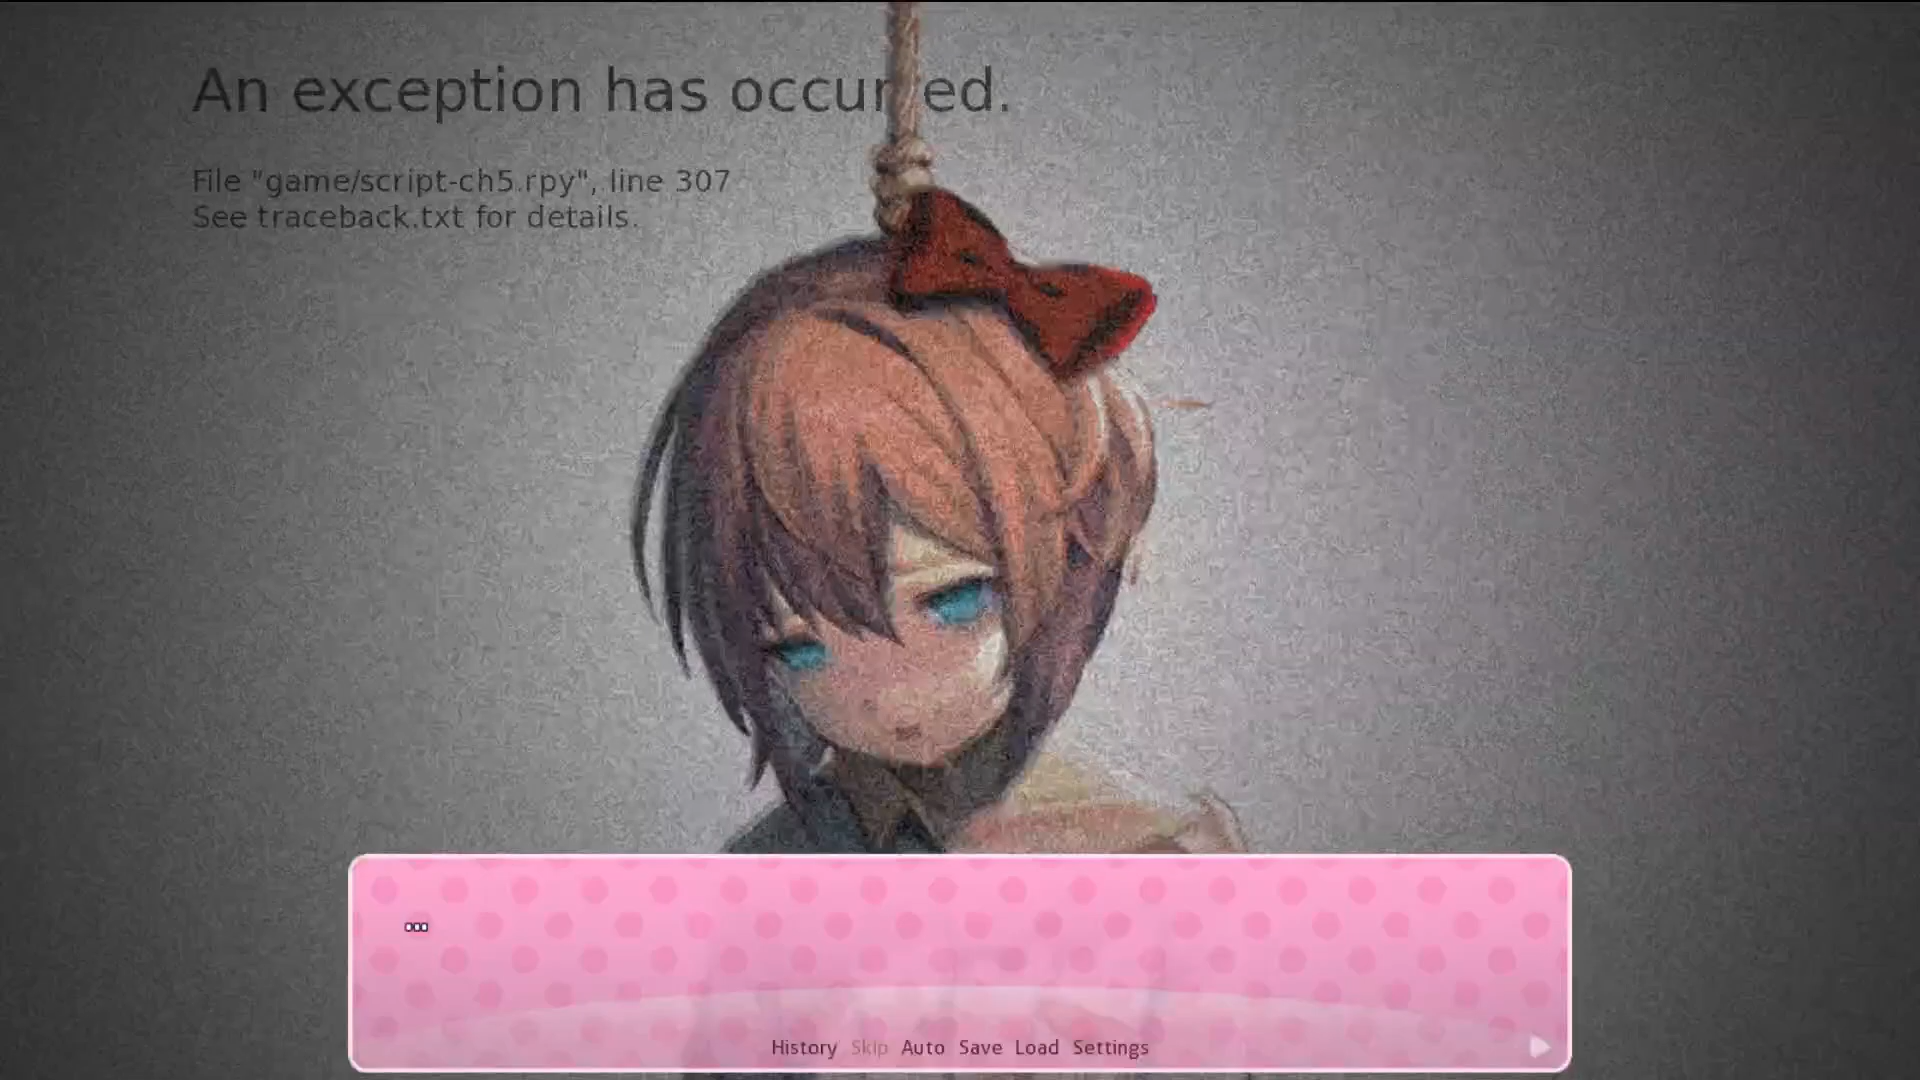 An exception has occurred.
File "game/script-ch5.rpy", line 307
See traceback.txt for details.
...
History Skip Auto Save Load Settings